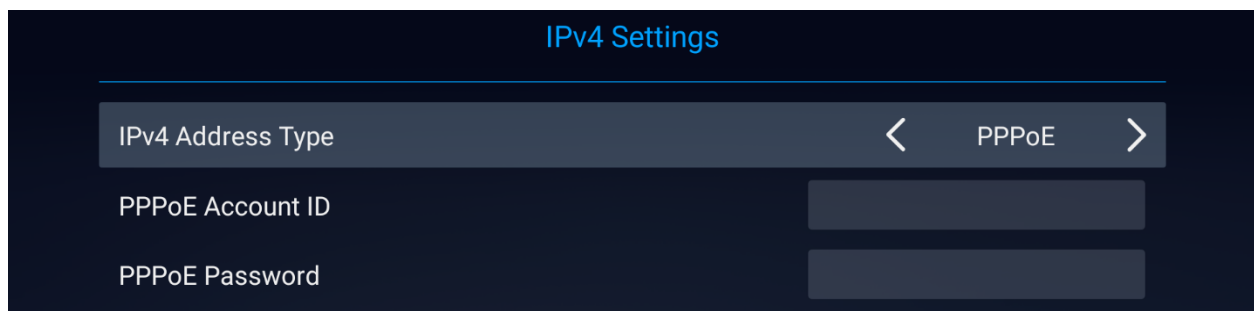 IPv4 Settings
IPv4 Address Type PPPoE
PPPoE Account ID
PPPoE Password